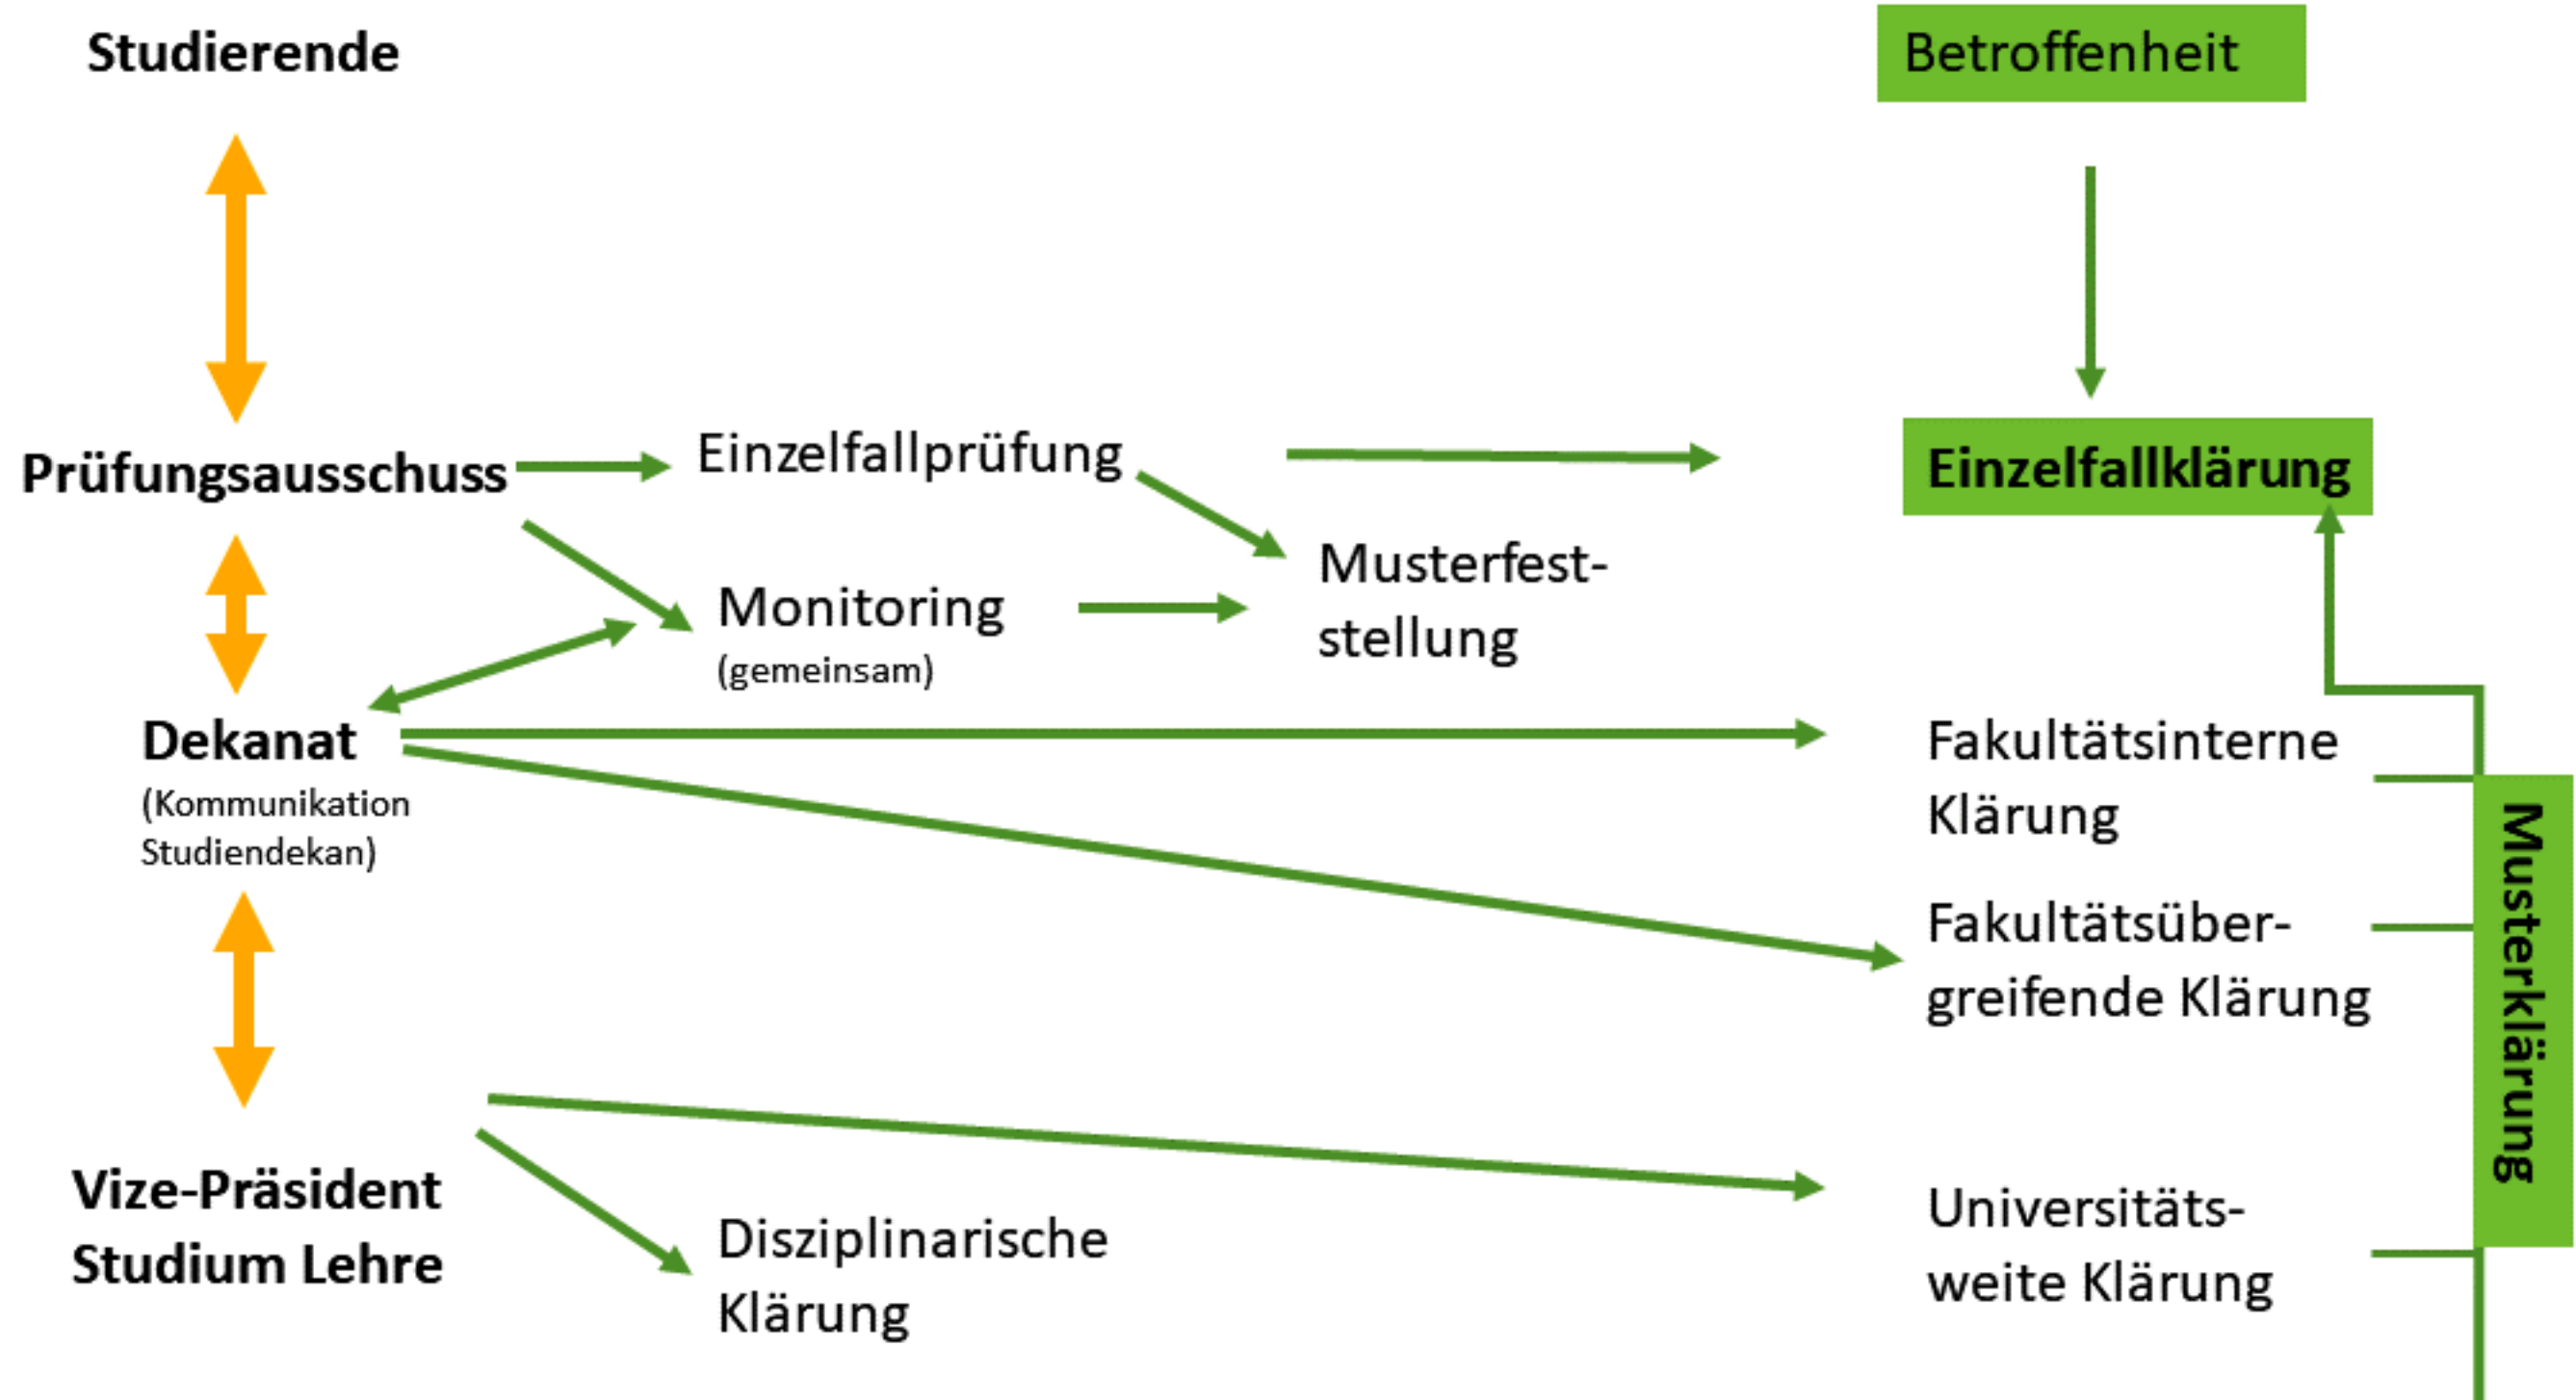 Studierende
Betroffenheit
Prüfungsausschuss
Einzelfallprüfung
Einzelfallklärung
Musterfest-
stellung
Monitoring
(gemeinsam)
Dekanat
(Kommunikation
Studiendekan)
Fakultätsinterne
Klärung
Fakultätsüber-
greifende Klärung
Musterklärung
Vize-Präsident
Studium Lehre
Disziplinarische
Klärung
Universitäts-
weite Klärung